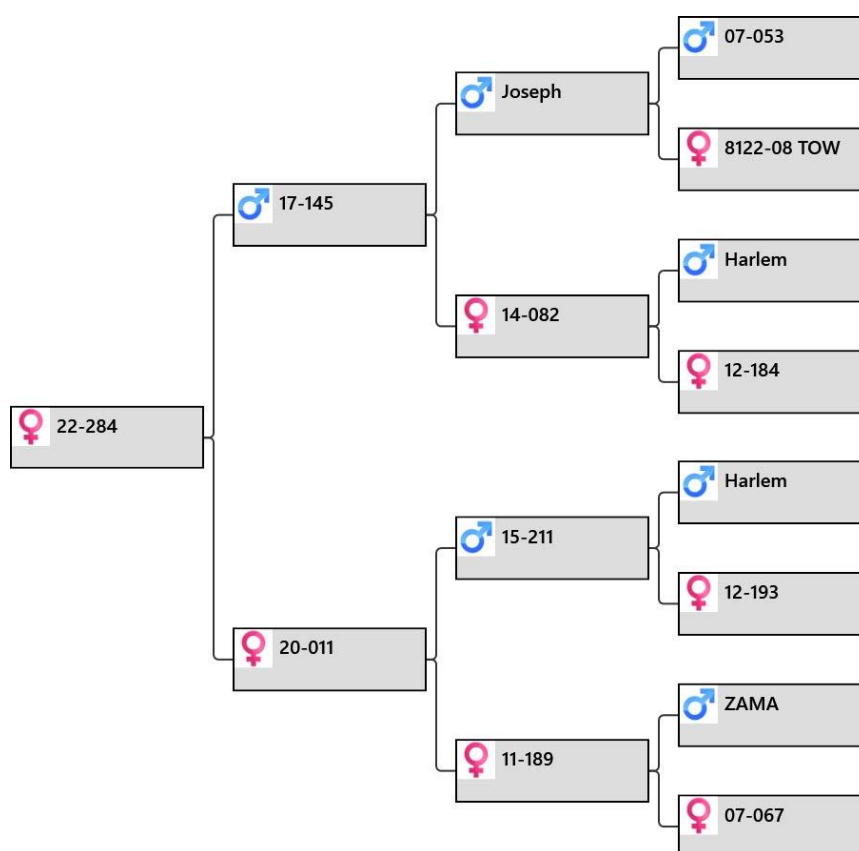 07-053
Joseph
8122-08 TOW
17-145
Harlem
14-082
12-184
22-284
Harlem
15-211
12-193
20-011
ZAMA
11-189
07-067